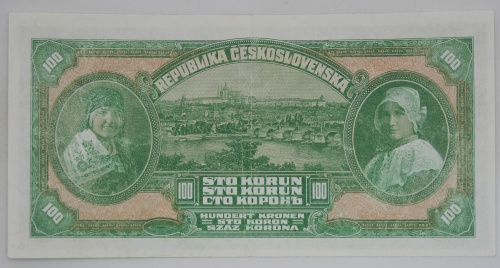 REPUBLIKA ČESKOSLOVENSKÁ
100
100
STO KORUN
STO KORUN
100
СТО КОРОНЪ
100
HUNDERT KRONEN
STO KORON
SZÁZ KORONA
100
100